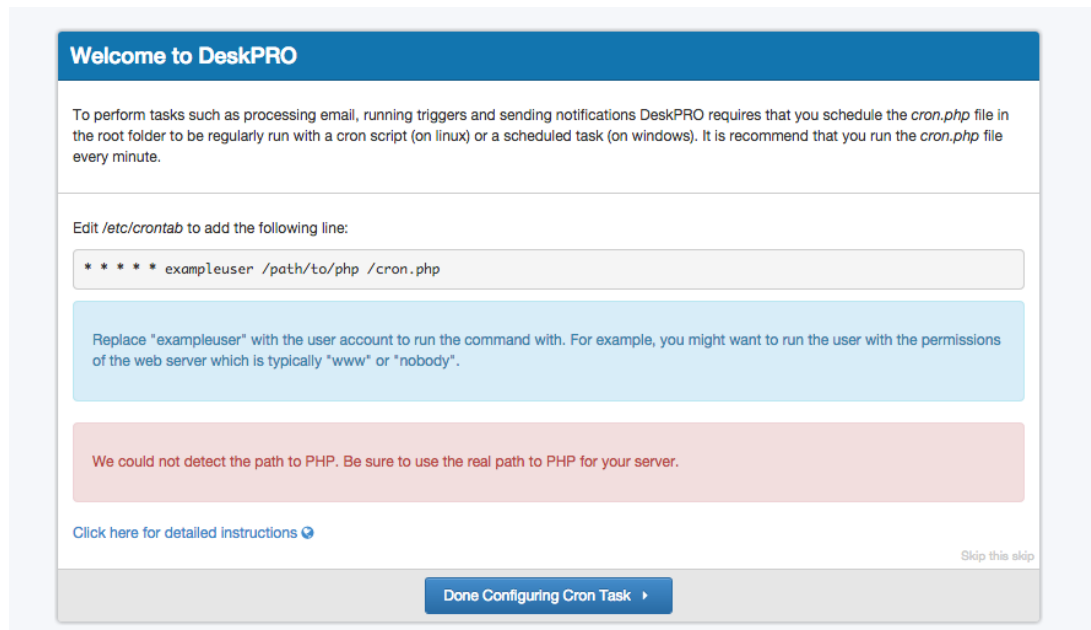 Welcome to DeskPRO
To perform tasks such as processing email, running triggers and sending notifications DeskPRO requires that you schedule the cron.php file in
the root folder to be regularly run with a cron script (on linux) or a scheduled task (on windows). It is recommend that you run the cron.php file
every minute.
Edit /etc/crontab to add the following line:
* * * * * exampleuser /path/to/php /cron.php
Replace "exampleuser" with the user account to run the command with. For example, you might want to run the user with the permissions
of the web server which is typically "www" or "nobody".
We could not detect the path to PHP. Be sure to use the real path to PHP for your server.
Click here for detailed instructions
Skip this skip
Done Configuring Cron Task